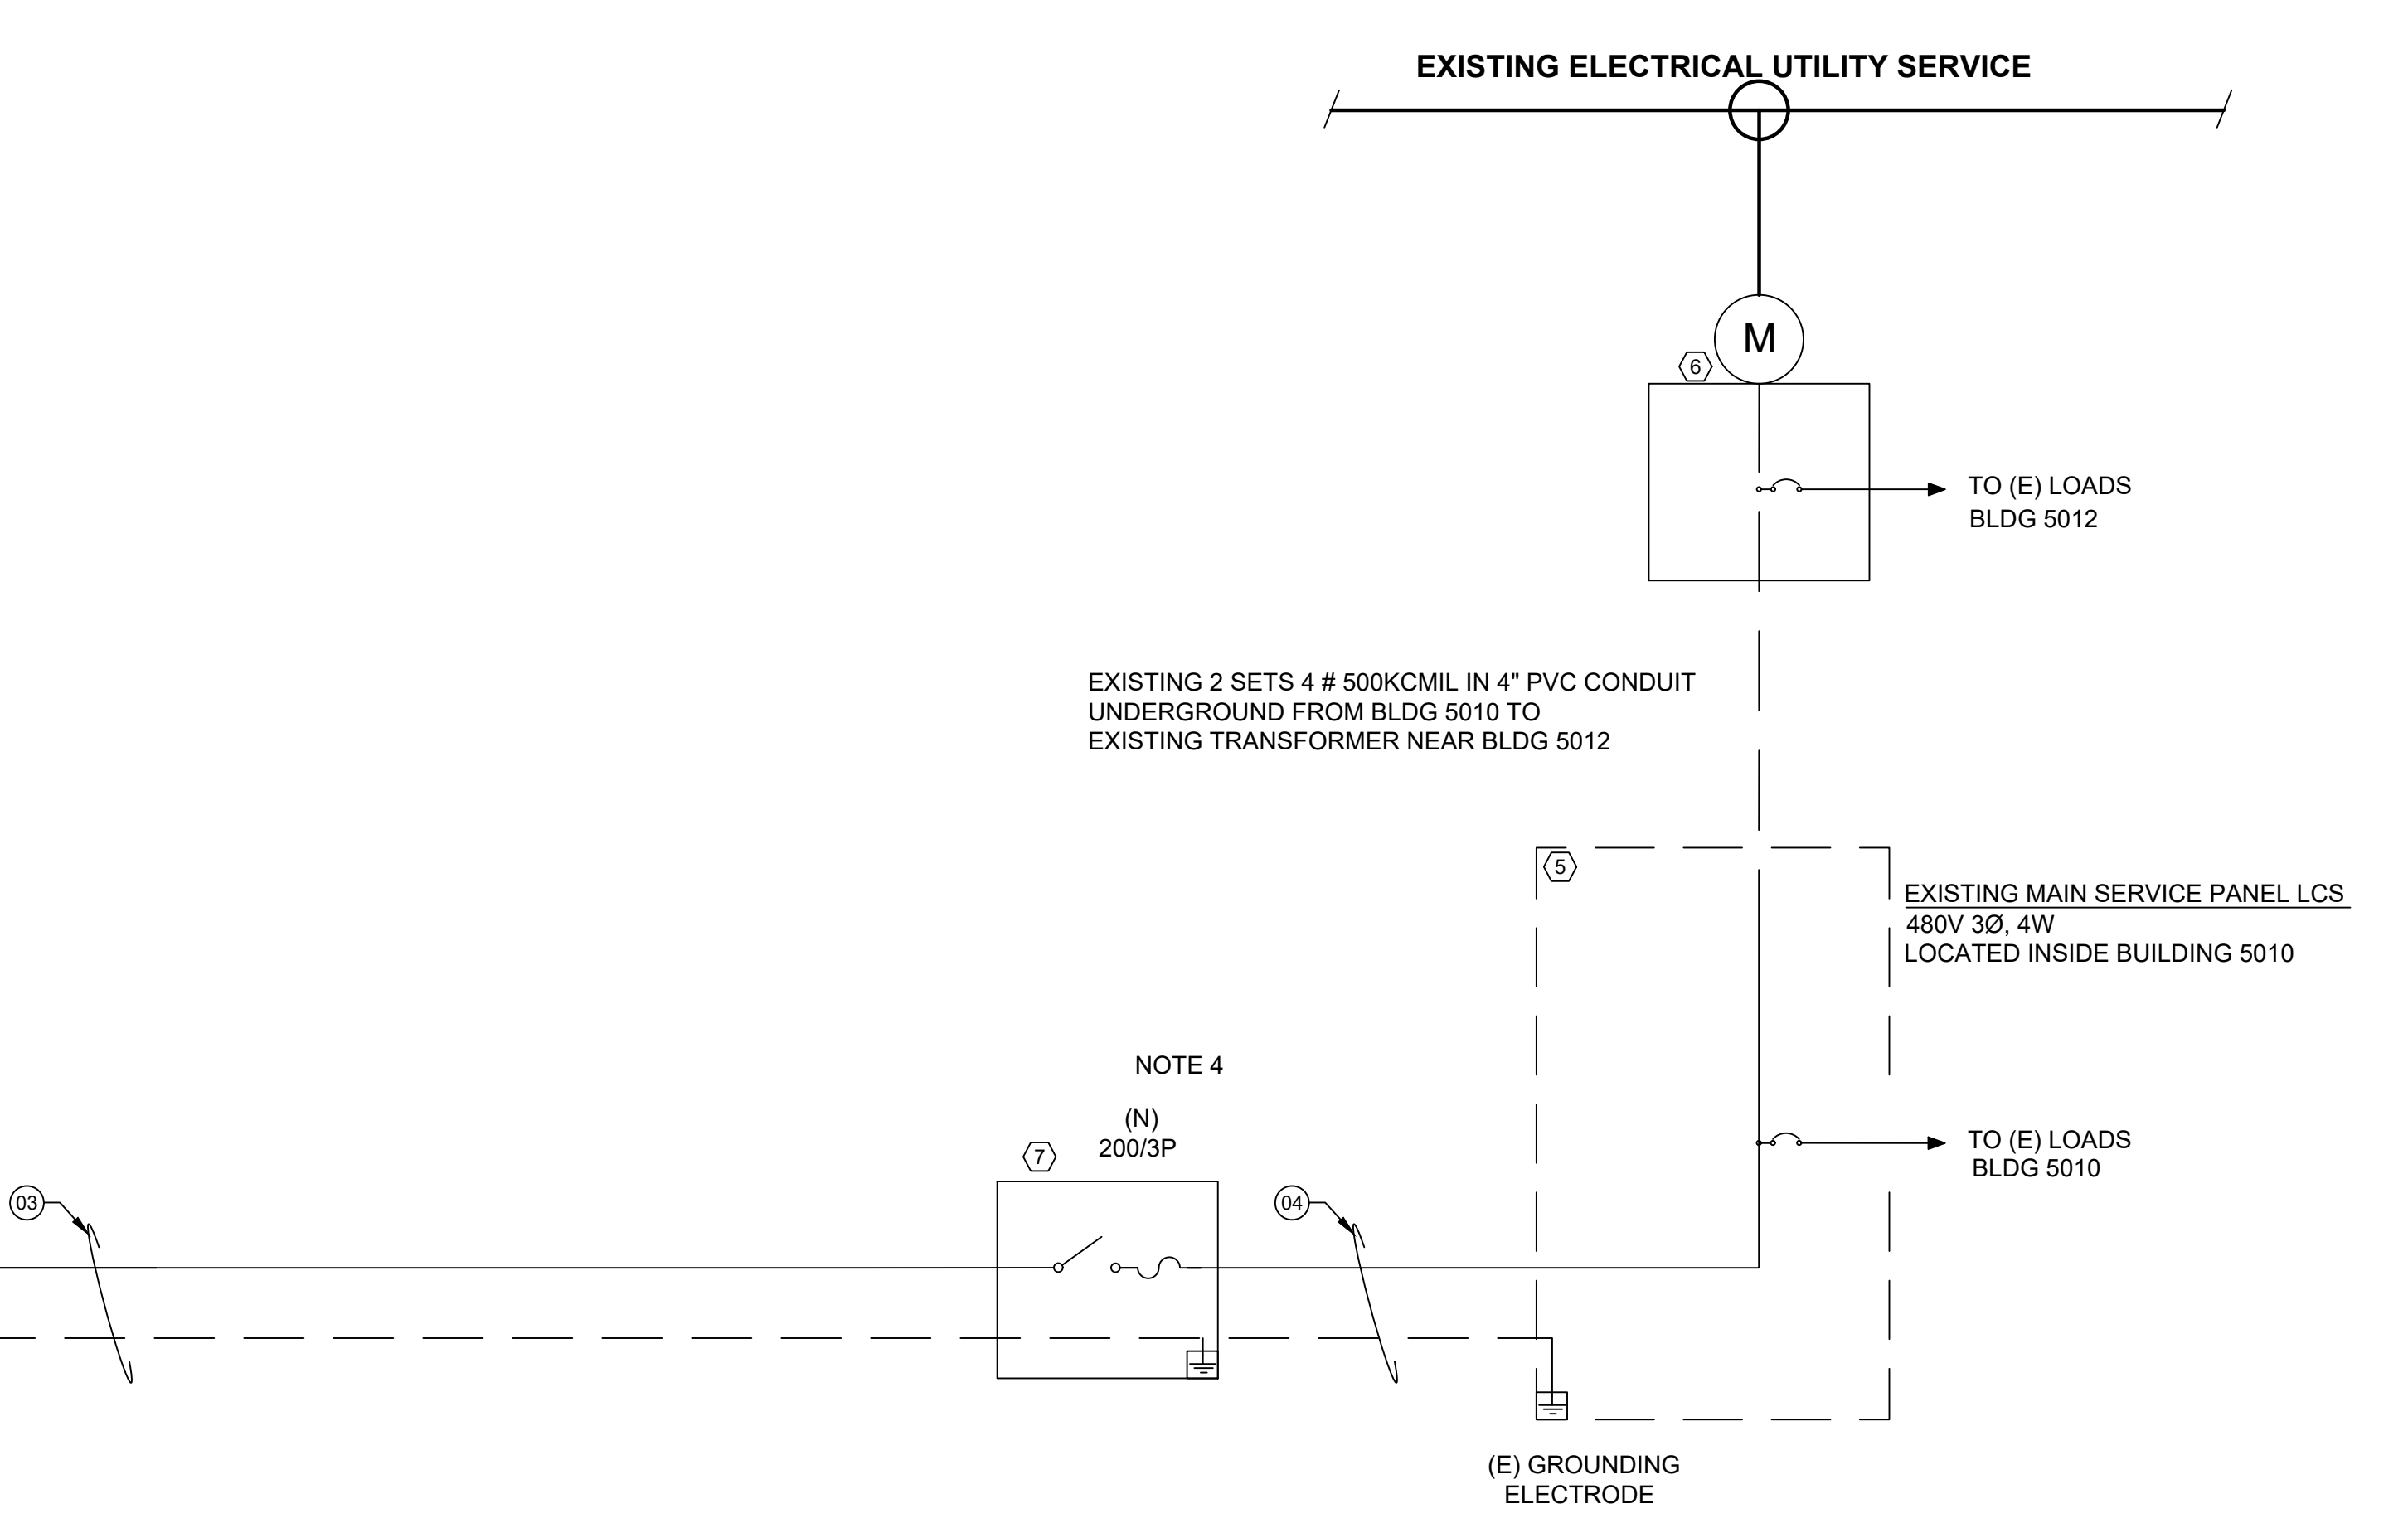 EXISTING ELECTRICAL UTILITY SERVICE
M
6
TO (E) LOADS
BLDG 5012
EXISTING 2 SETS 4 # 500KCMIL IN 4" PVC CONDUIT
UNDERGROUND FROM BLDG 5010 TO
EXISTING TRANSFORMER NEAR BLDG 5012
5
EXISTING MAIN SERVICE PANEL LCS
480V 3Ø, 4W
LOCATED INSIDE BUILDING 5010
NOTE 4
(N)
200/3P
7
TO (E) LOADS
BLDG 5010
03
04
(E) GROUNDING
ELECTRODE